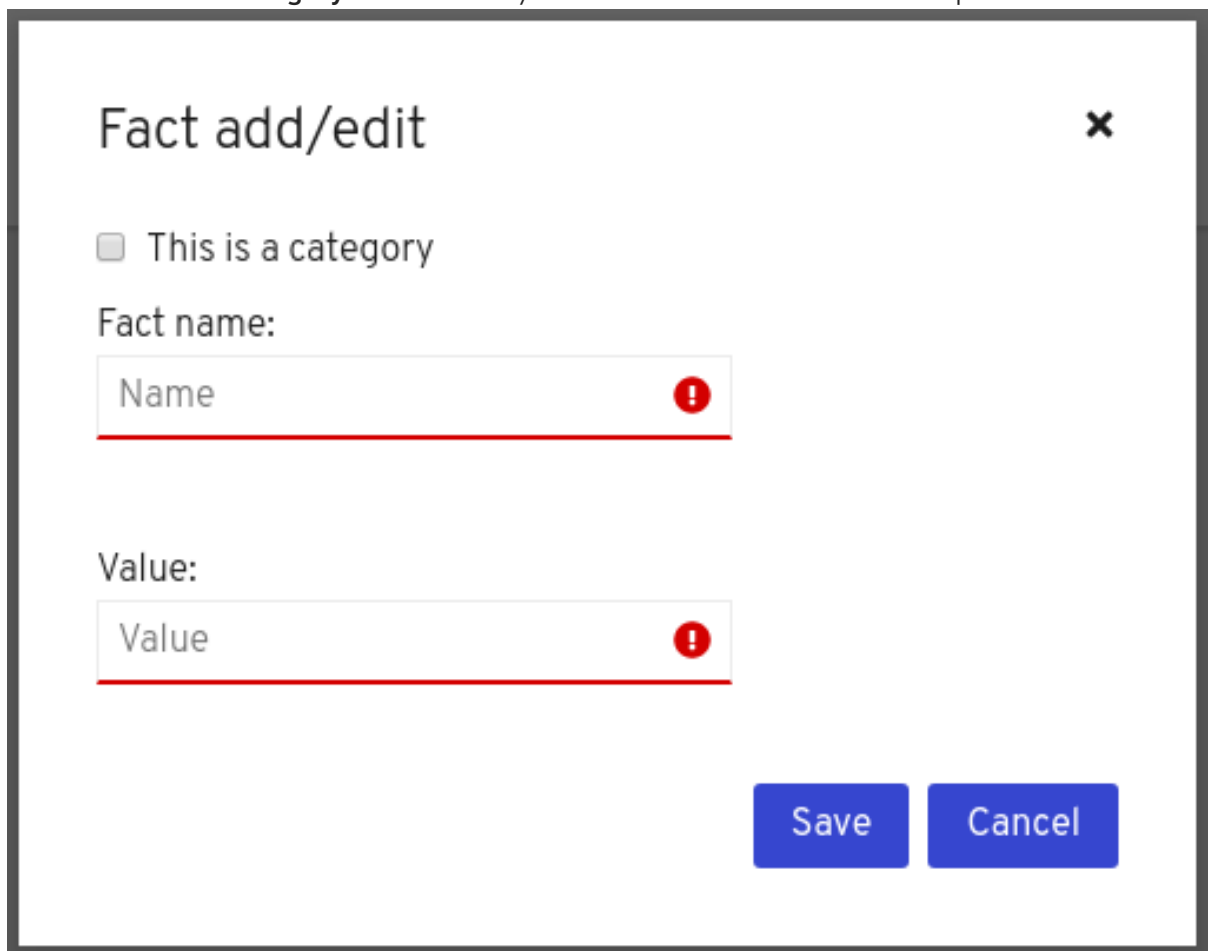 Fact add/edit
This is a category
Fact name:
Name
Value:
Value
Save Cancel